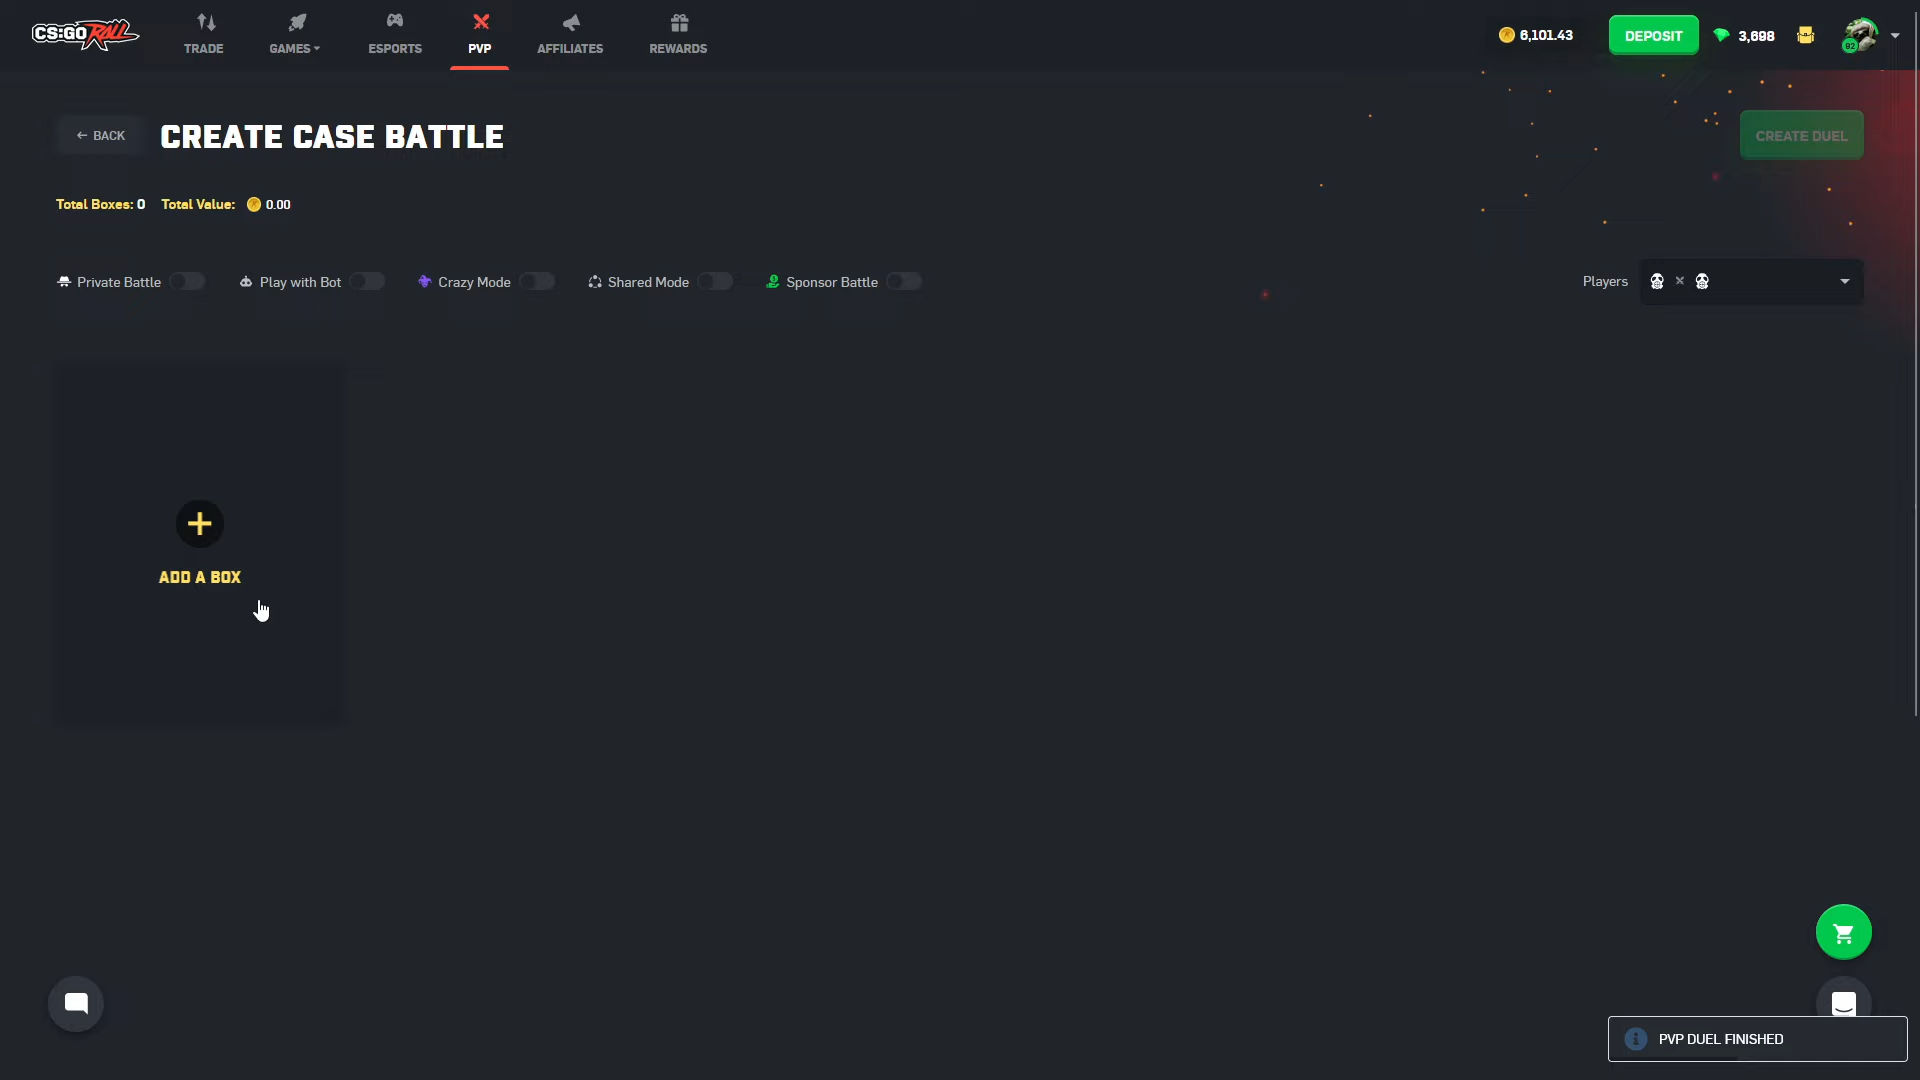 CS:GO ROLL
TRADE
GAMES
ESPORTS
PVP
AFFILIATES
REWARDS
6,101.43
DEPOSIT
3,698
92
← BACK
CREATE CASE BATTLE
CREATE DUEL
Total Boxes: 0 Total Value: 0.00
Private Battle
Play with Bot
Crazy Mode
Shared Mode
Sponsor Battle
Players
ADD A BOX
PVP DUEL FINISHED